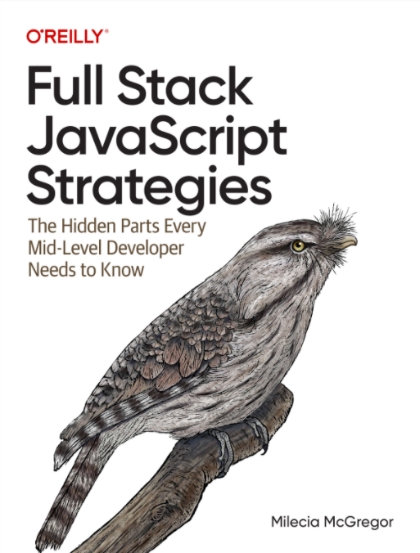 O'REILLY®
Full Stack
JavaScript
Strategies
The Hidden Parts Every
Mid-Level Developer
Needs to Know
Milecia McGregor